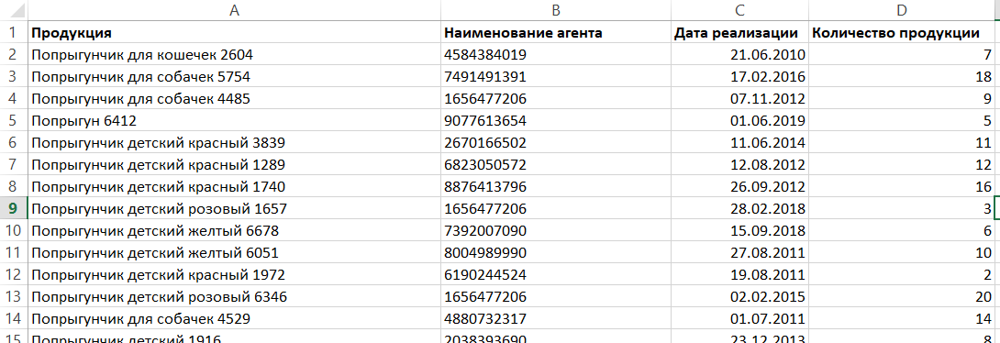 A B C D
1 Продукция Наименование агента Дата реализации Количество продукции
2 Попрыгунчик для кошечек 2604 4584384019 21.06.2010 7
3 Попрыгунчик для собачек 5754 7491491391 17.02.2016 18
4 Попрыгунчик для собачек 4485 1656477206 07.11.2012 9
5 Попрыгун 6412 9077613654 01.06.2019 5
6 Попрыгунчик детский красный 3839 2670166502 11.06.2014 11
7 Попрыгунчик детский красный 1289 6823050572 12.08.2012 12
8 Попрыгунчик детский красный 1740 8876413796 26.09.2012 16
9 Попрыгунчик детский розовый 1657 1656477206 28.02.2018 3
10 Попрыгунчик детский желтый 6678 7392007090 15.09.2018 6
11 Попрыгунчик детский желтый 6051 8004989990 27.08.2011 10
12 Попрыгунчик детский красный 1972 6190244524 19.08.2011 2
13 Попрыгунчик детский розовый 6346 1656477206 02.02.2015 20
14 Попрыгунчик для собачек 4529 4880732317 01.07.2011 14
15 Попрыгунчик детский 1916 2038393690 23.12.2013 8